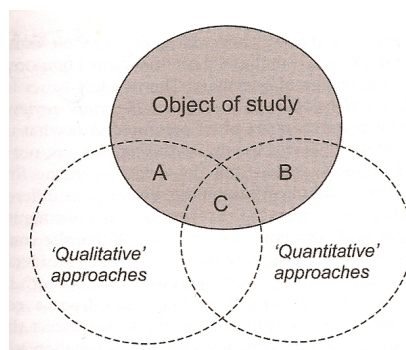 Object of study
A
B
C
'Qualitative'
approaches
'Quantitative'
approaches